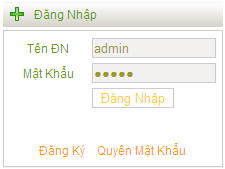 Đăng Nhập
Tên ĐN admin
Mật Khẩu •••••
Đăng Nhập
Đăng Ký Quyên Mật Khẩu